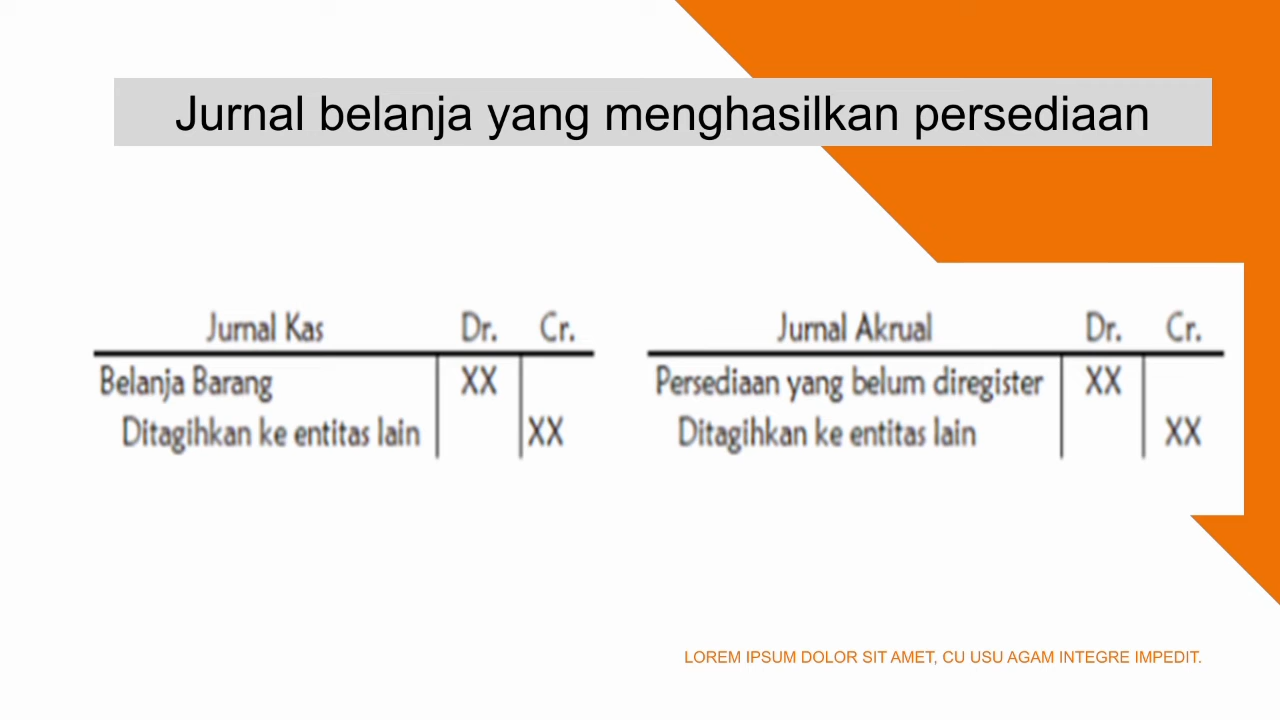 Jurnal belanja yang menghasilkan persediaan
Jurnal Kas Dr. Cr.
Belanja Barang XX
Ditagihkan ke entitas lain XX
Jurnal Akrual Dr. Cr.
Persediaan yang belum diregister XX
Ditagihkan ke entitas lain XX
LOREM IPSUM DOLOR SIT AMET, CU USU AGAM INTEGRE IMPEDIT.